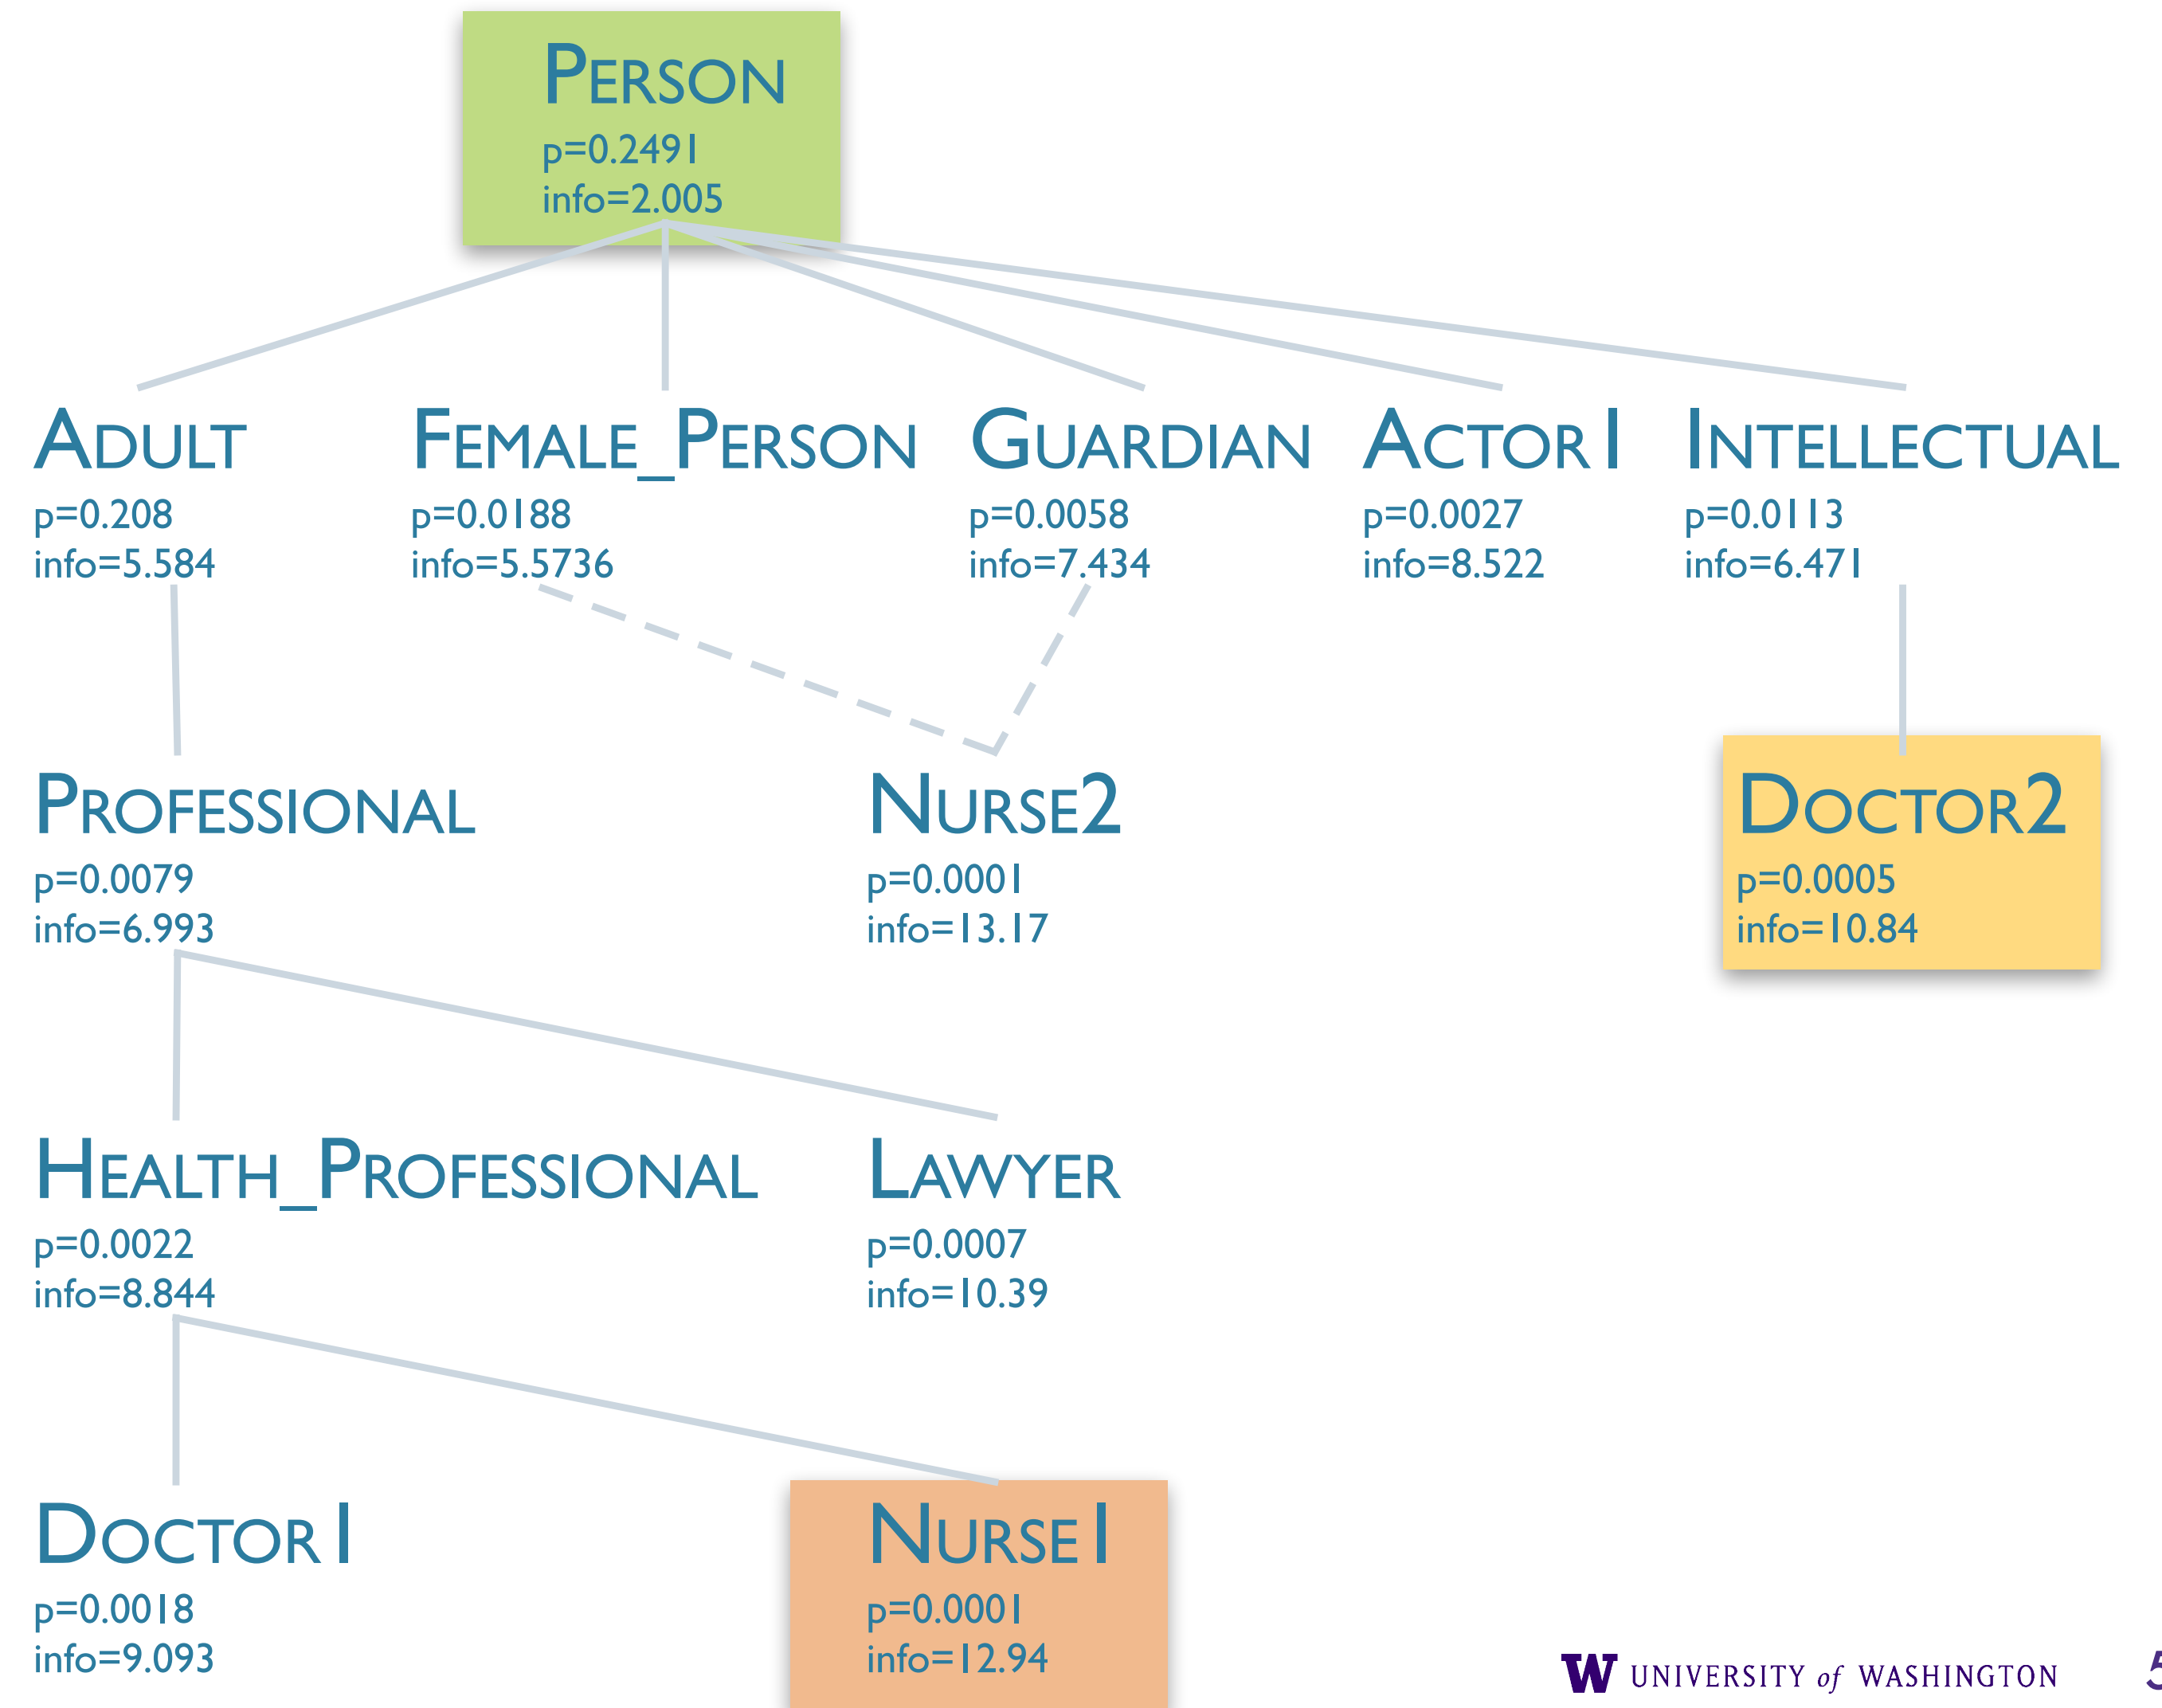 PERSON
p=0.2491
info=2.005
ADULT
p=0.208
info=5.584
FEMALE_PERSON
p=0.0188
info=5.5736
GUARDIAN
p=0.0058
info=7.434
ACTOR1
p=0.0027
info=8.522
INTELLECTUAL
p=0.0113
info=6.471
PROFESSIONAL
p=0.0079
info=6.993
NURSE2
p=0.0001
info=13.17
DOCTOR2
p=0.0005
info=10.84
HEALTH_PROFESSIONAL
p=0.0022
info=8.844
LAWYER
p=0.0007
info=10.39
DOCTOR1
p=0.0018
info=9.093
NURSE1
p=0.0001
info=12.94
W UNIVERSITY of WASHINGTON